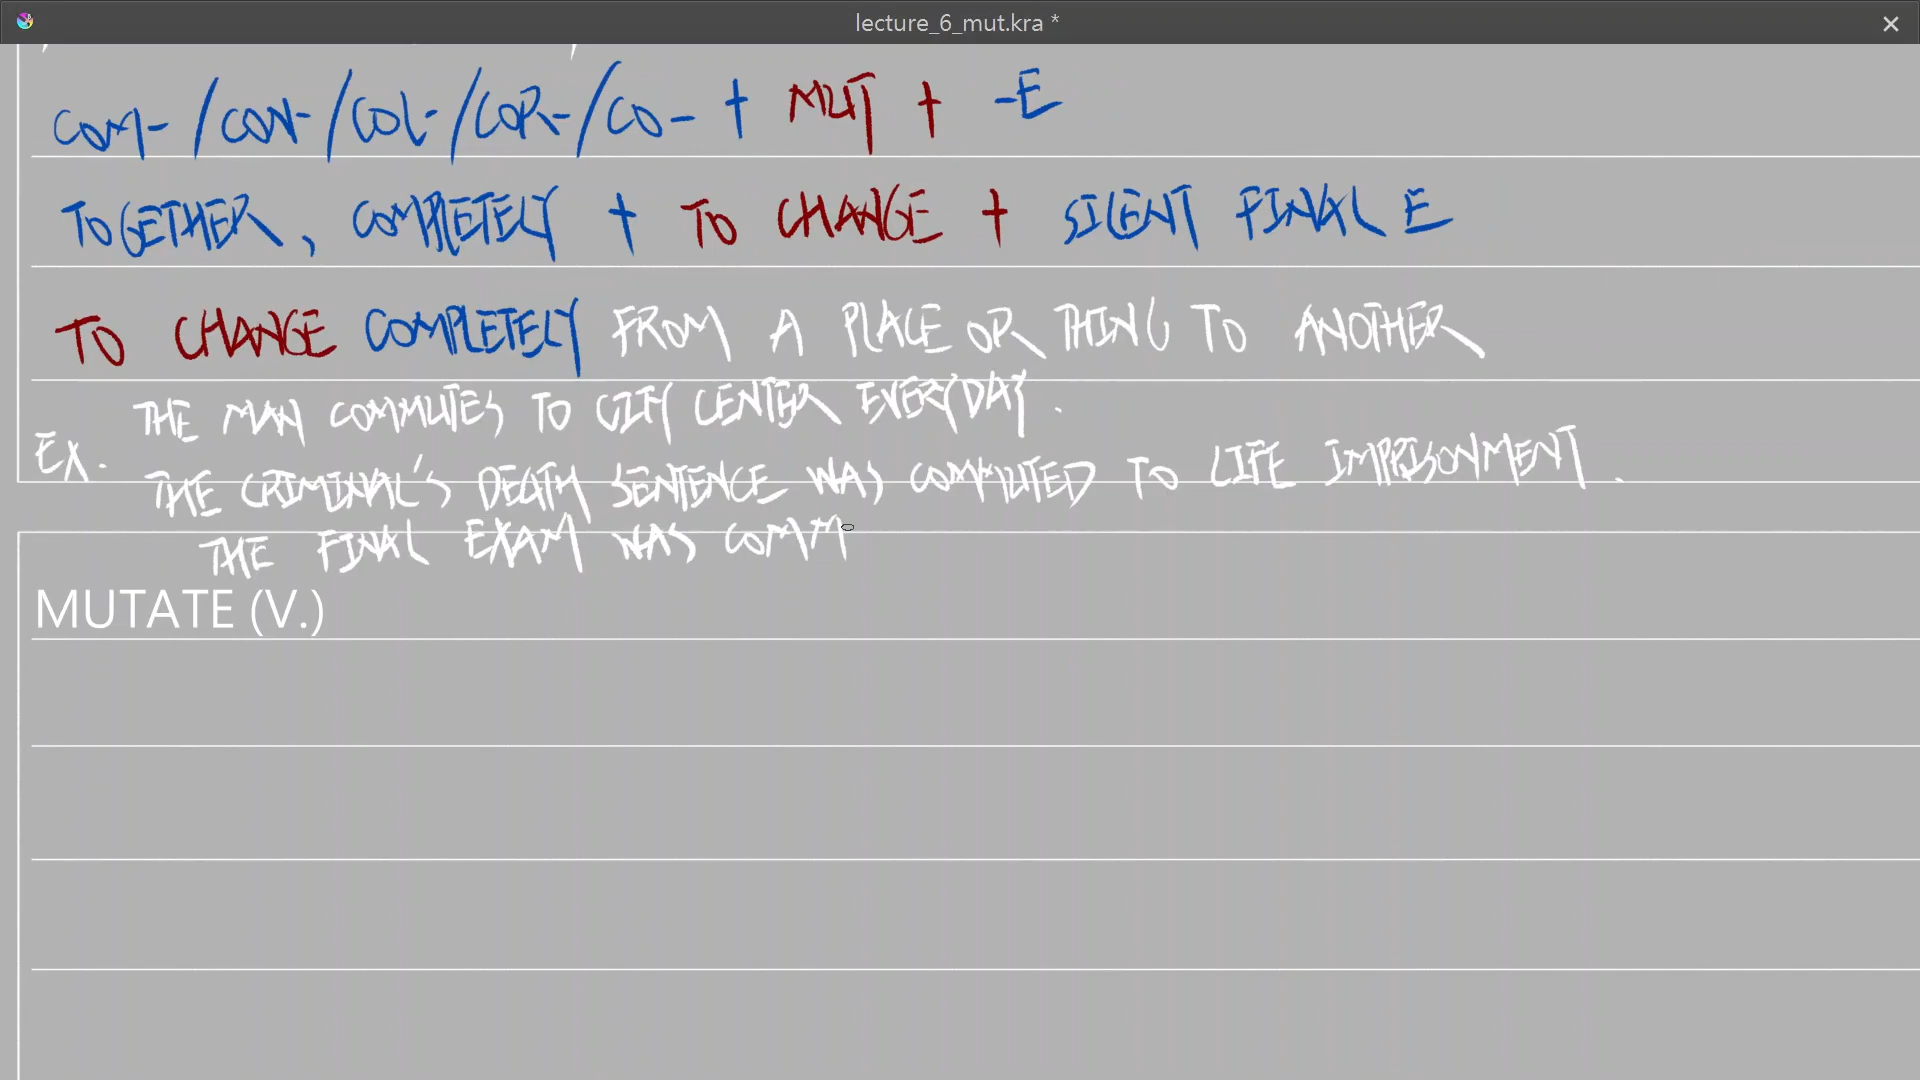 lecture_6_mut.kra *
COM- / CON- / COL- / COR- / CO- + MUT + -E
TOGETHER, COMPLETELY + TO CHANGE + SILENT FINAL E
TO CHANGE COMPLETELY FROM A PLACE OR THING TO ANOTHER
THE MAN COMMUTES TO CITY CENTER EVERYDAY.
EX.
THE CRIMINAL'S DEATH SENTENCE WAS COMMUTED TO LIFE IMPRISONMENT.
THE FINAL EXAM WAS COMM
MUTATE (V.)